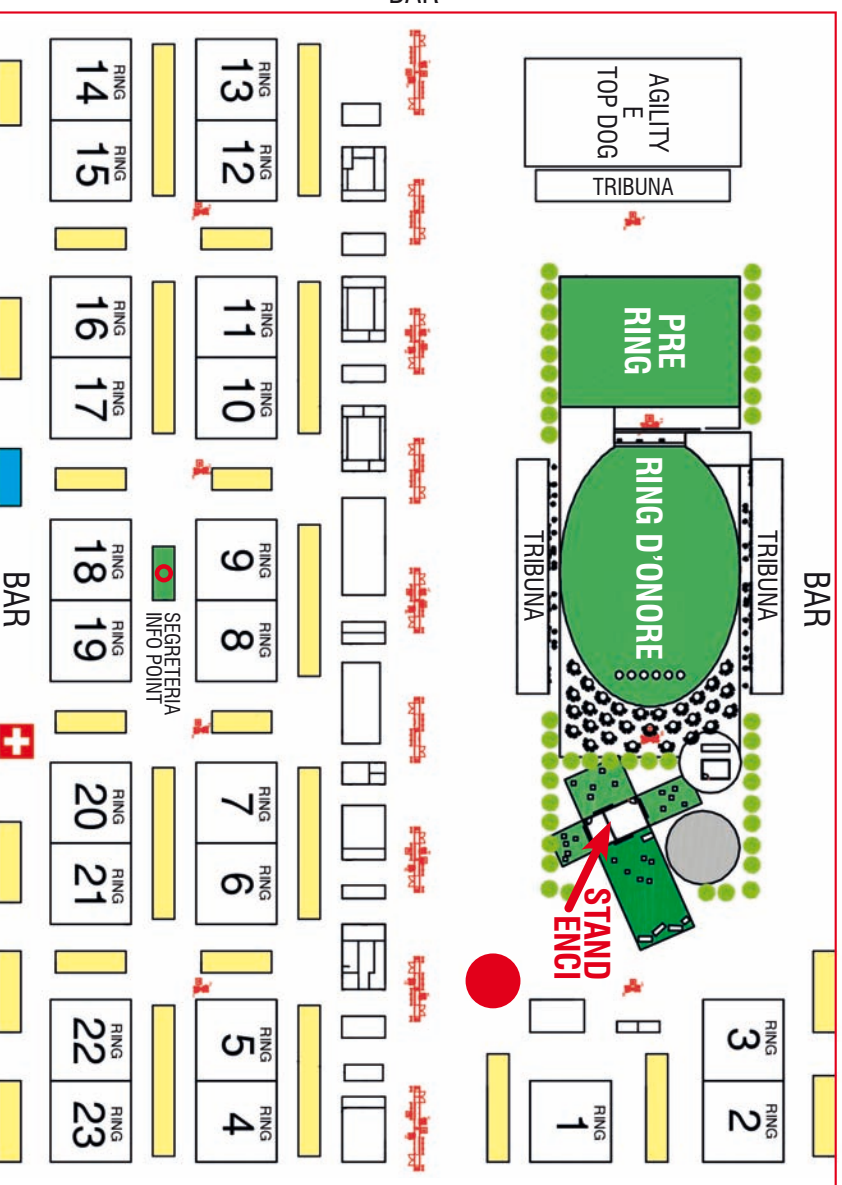 BAR
RING
14
RING
15
RING
13
RING
12
AGILITY
E
TOP DOG
TRIBUNA
RING
16
RING
17
RING
11
RING
10
PRE
RING
RING D'ONORE
TRIBUNA
TRIBUNA
BAR
RING
18
RING
19
RING
9
RING
8
SEGRETERIA
INFO POINT
BAR
RING
20
RING
21
RING
7
RING
6
STAND
ENCI
RING
22
RING
23
RING
5
RING
4
RING
3
RING
2
RING
1